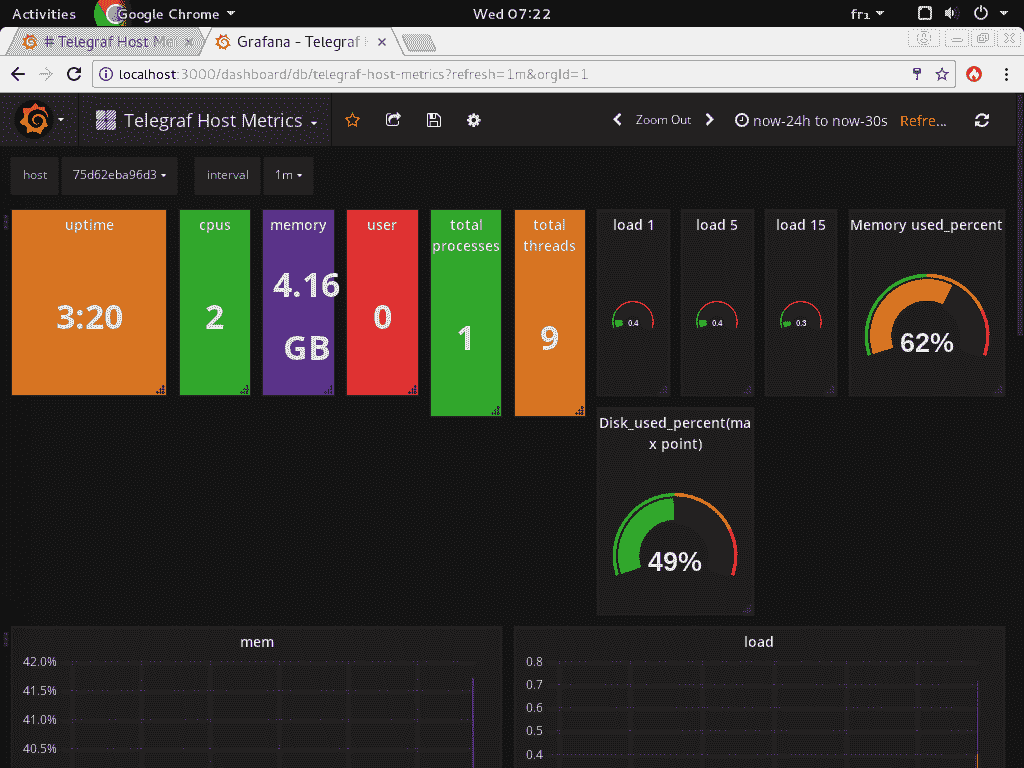 Activities Google Chrome Wed 07:22 fr₁
# Telegraf Host Me Grafana - Telegraf H
localhost:3000/dashboard/db/telegraf-host-metrics?refresh=1m&orgId=1
Telegraf Host Metrics Zoom Out now-24h to now-30s Refre...
host 75d62eba96d3 interval 1m
uptime
3:20
cpus
2
memory
4.16
GB
user
0
total
processes
1
total
threads
9
load 1
0.4
load 5
0.4
load 15
0.3
Memory used_percent
62%
Disk_used_percent(ma
x point)
49%
mem
42.0%
41.5%
41.0%
40.5%
load
0.8
0.7
0.6
0.5
0.4